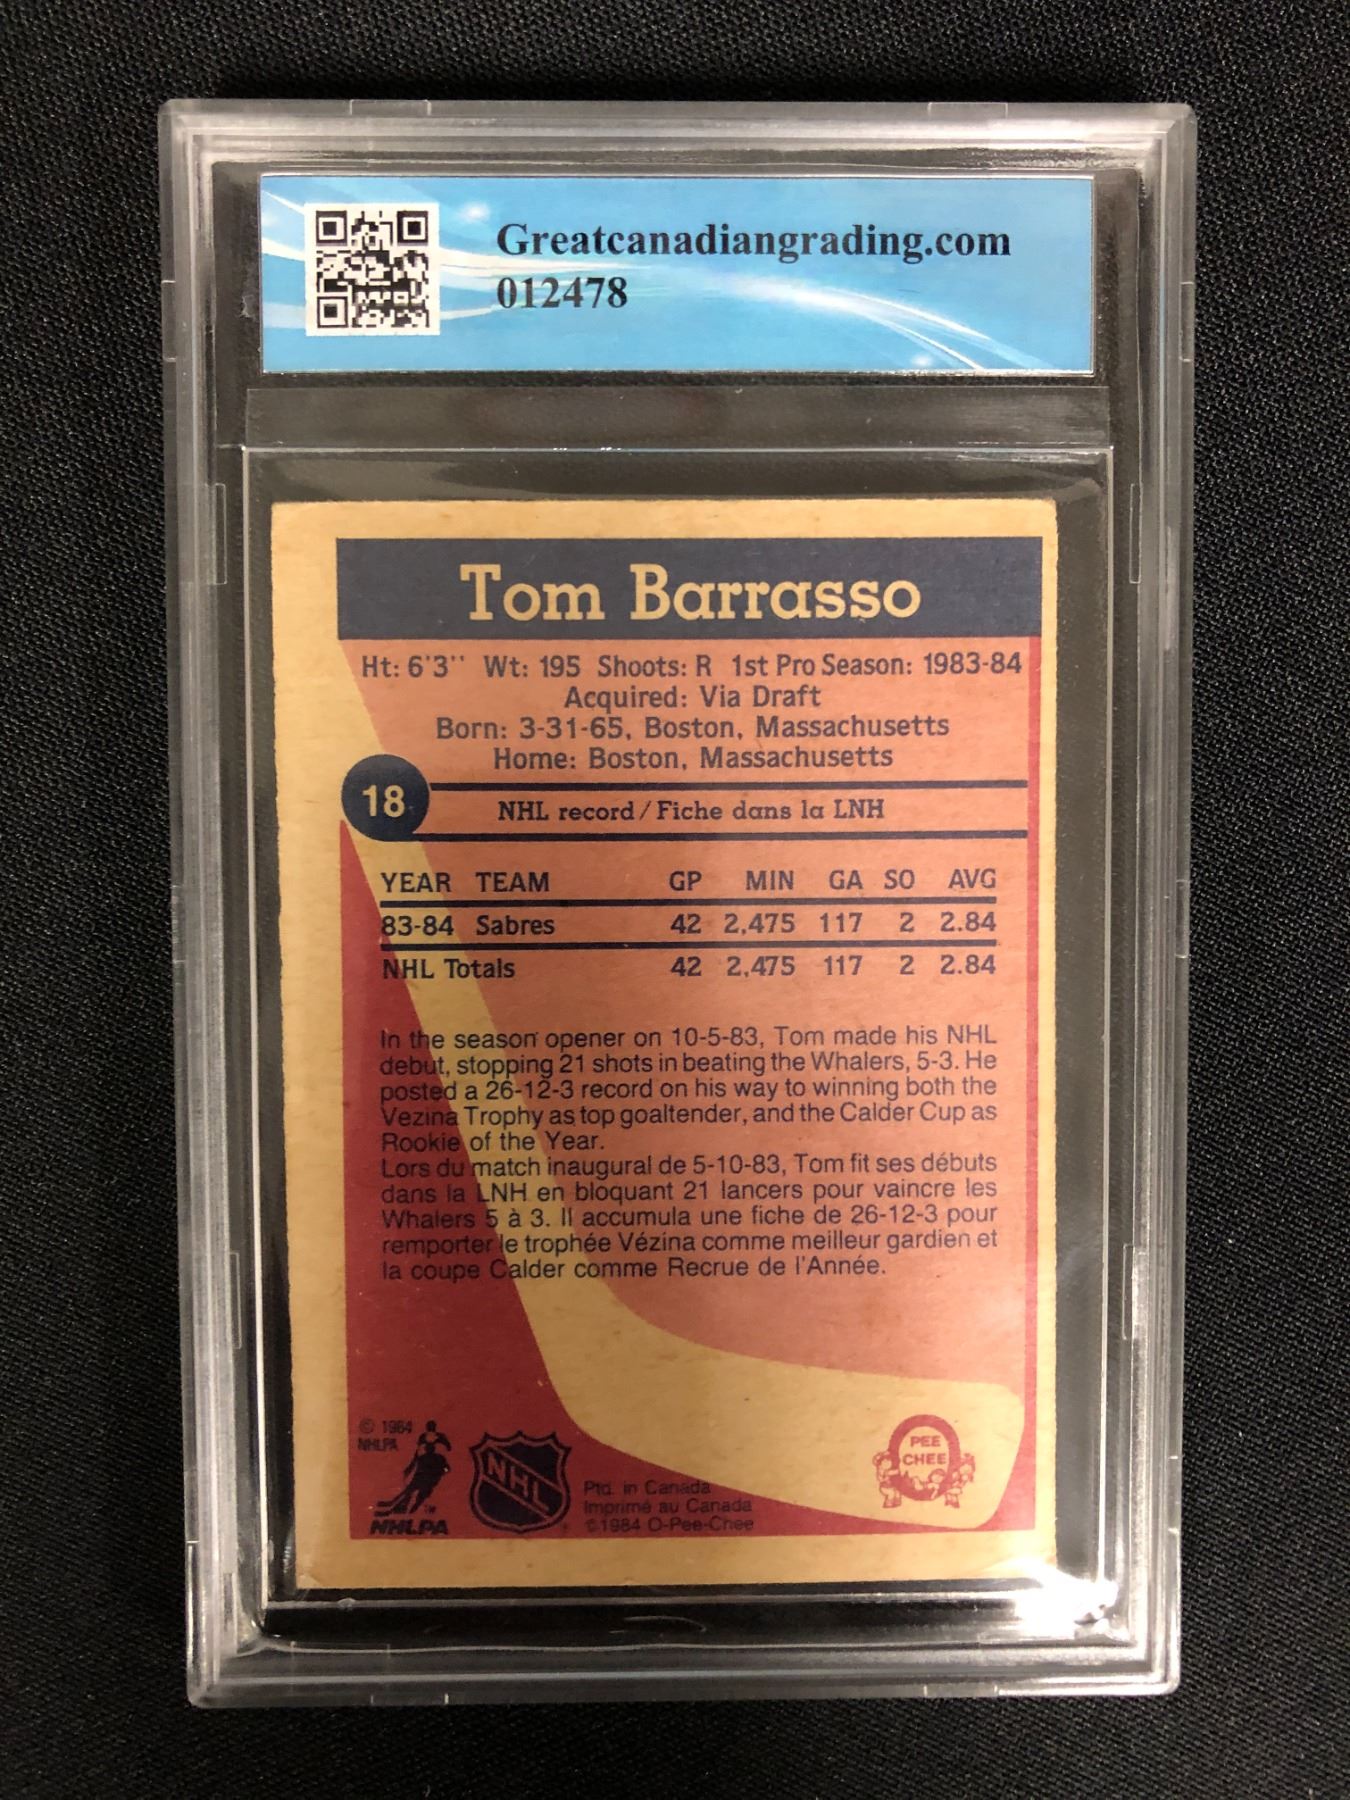 Greatcanadiangrading.com
012478
Tom Barrasso
Ht: 6'3'' Wt: 195 Shoots: R 1st Pro Season: 1983-84
Acquired: Via Draft
Born: 3-31-65, Boston, Massachusetts
Home: Boston, Massachusetts
18
NHL record / Fiche dans la LNH
YEAR TEAM GP MIN GA SO AVG
83-84 Sabres 42 2,475 117 2 2.84
NHL Totals 42 2,475 117 2 2.84
In the season opener on 10-5-83, Tom made his NHL
debut, stopping 21 shots in beating the Whalers, 5-3. He
posted a 26-12-3 record on his way to winning both the
Vezina Trophy as top goaltender, and the Calder Cup as
Rookie of the Year.
Lors du match inaugural de 5-10-83, Tom fit ses débuts
dans la LNH en bloquant 21 lancers pour vaincre les
Whalers 5 à 3. Il accumula une fiche de 26-12-3 pour
remporter le trophée Vézina comme meilleur gardien et
la coupe Calder comme Recrue de l'Année.
© 1984
NHLPA
TM
NHLPA
NHL
Ptd. in Canada
Imprimé au Canada
©1984 O-Pee-Chee
PEE
CHEE